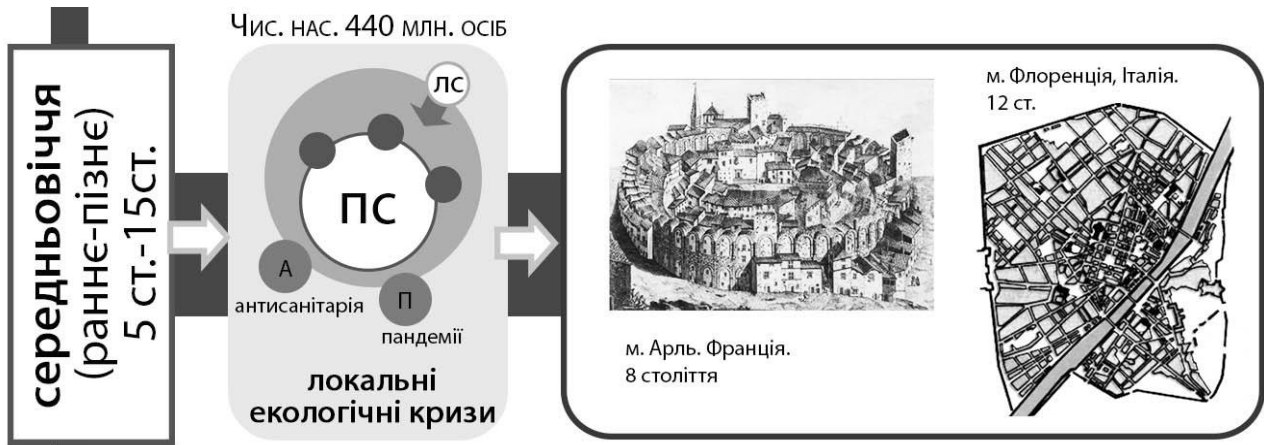 середньовіччя
(раннє-пізнє)
5 ст.-15ст.
Чис. нас. 440 млн. осіб
ЛС
ПС
А
антисанітарія
П
пандемії
локальні
екологічні кризи
м. Арль. Франція.
8 століття
м. Флоренція, Італія.
12 ст.